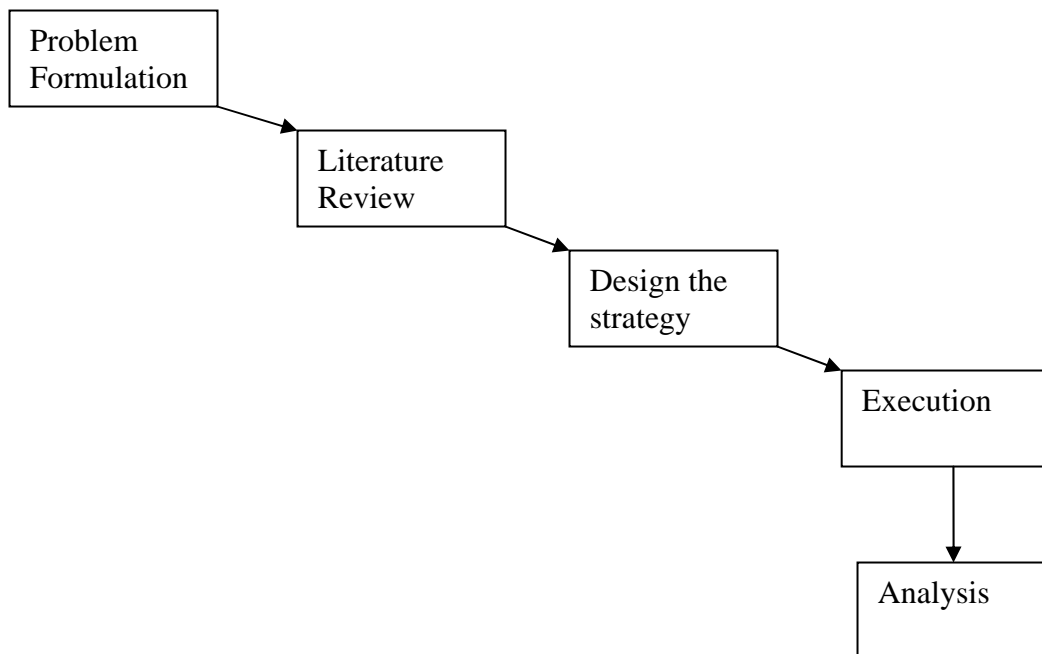 Problem
Formulation
Literature
Review
Design the
strategy
Execution
Analysis